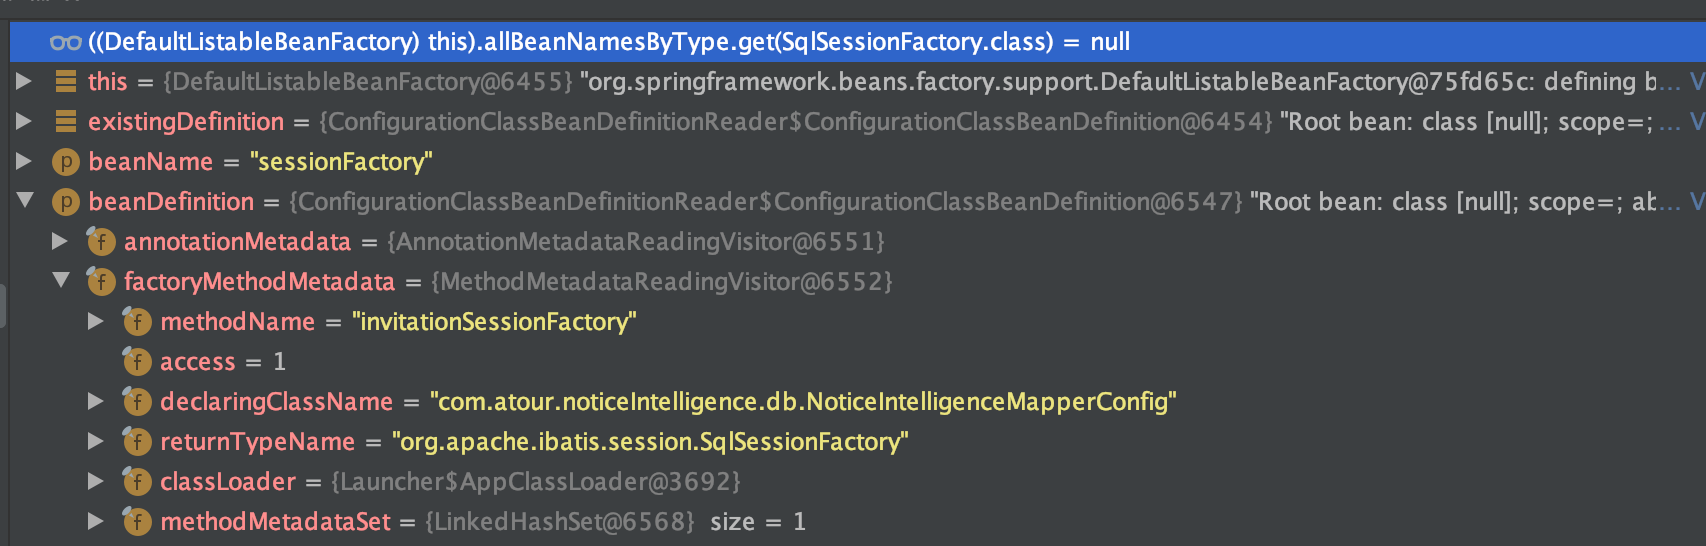 ((DefaultListableBeanFactory) this).allBeanNamesByType.get(SqlSessionFactory.class) = null
this = {DefaultListableBeanFactory@6455} "org.springframework.beans.factory.support.DefaultListableBeanFactory@75fd65c: defining b... V
existingDefinition = {ConfigurationClassBeanDefinitionReader$ConfigurationClassBeanDefinition@6454} "Root bean: class [null]; scope=; ... V
p beanName = "sessionFactory"
p beanDefinition = {ConfigurationClassBeanDefinitionReader$ConfigurationClassBeanDefinition@6547} "Root bean: class [null]; scope=; ab... V
f annotationMetadata = {AnnotationMetadataReadingVisitor@6551}
f factoryMethodMetadata = {MethodMetadataReadingVisitor@6552}
f methodName = "invitationSessionFactory"
f access = 1
f declaringClassName = "com.atour.noticeIntelligence.db.NoticeIntelligenceMapperConfig"
f returnTypeName = "org.apache.ibatis.session.SqlSessionFactory"
f classLoader = {Launcher$AppClassLoader@3692}
f methodMetadataSet = {LinkedHashSet@6568} size = 1